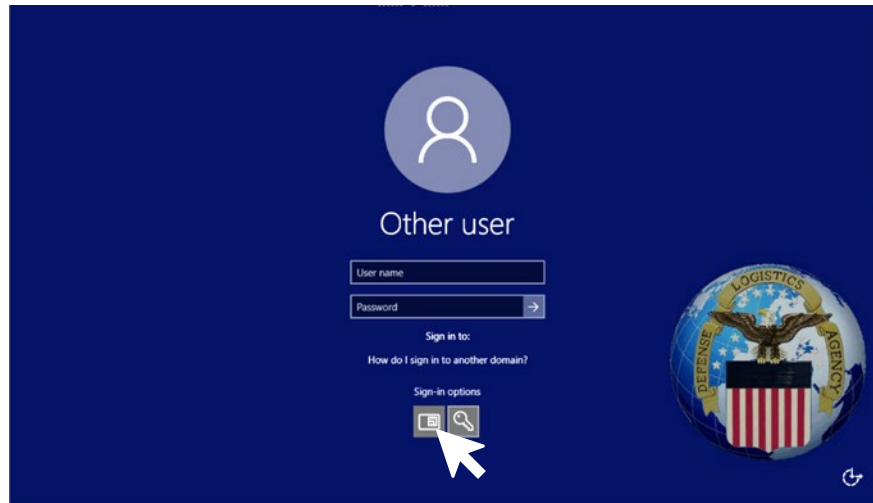 Other user
User name
Password
Sign in to:
How do I sign in to another domain?
Sign-in options
DEFENSE LOGISTICS AGENCY